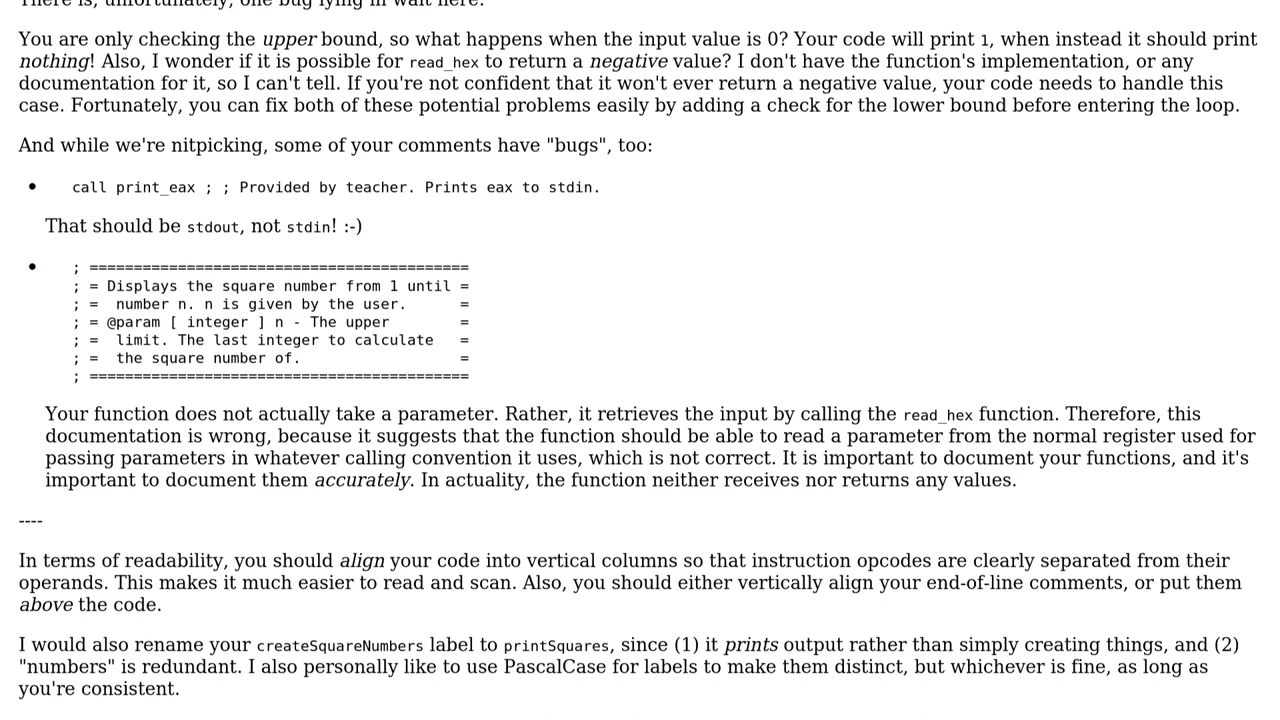 There is, unfortunately, one bug lying in wait here.
You are only checking the upper bound, so what happens when the input value is 0? Your code will print 1, when instead it should print
nothing! Also, I wonder if it is possible for read_hex to return a negative value? I don't have the function's implementation, or any
documentation for it, so I can't tell. If you're not confident that it won't ever return a negative value, your code needs to handle this
case. Fortunately, you can fix both of these potential problems easily by adding a check for the lower bound before entering the loop.
And while we're nitpicking, some of your comments have "bugs", too:
• call print_eax ; ; Provided by teacher. Prints eax to stdin.
That should be stdout, not stdin! :-)
• ; ===========================================
; = Displays the square number from 1 until =
; =  number n. n is given by the user.      =
; = @param [ integer ] n - The upper        =
; =  limit. The last integer to calculate   =
; =  the square number of.                  =
; ===========================================
Your function does not actually take a parameter. Rather, it retrieves the input by calling the read_hex function. Therefore, this
documentation is wrong, because it suggests that the function should be able to read a parameter from the normal register used for
passing parameters in whatever calling convention it uses, which is not correct. It is important to document your functions, and it's
important to document them accurately. In actuality, the function neither receives nor returns any values.
----
In terms of readability, you should align your code into vertical columns so that instruction opcodes are clearly separated from their
operands. This makes it much easier to read and scan. Also, you should either vertically align your end-of-line comments, or put them
above the code.
I would also rename your createSquareNumbers label to printSquares, since (1) it prints output rather than simply creating things, and (2)
"numbers" is redundant. I also personally like to use PascalCase for labels to make them distinct, but whichever is fine, as long as
you're consistent.